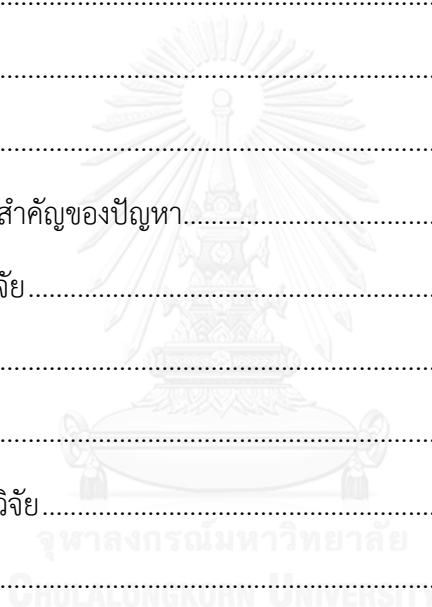 ........................................
........................................
........................................
สำคัญของปัญหา........................................
จัย........................................
........................................
........................................
วิจัย........................................
จุฬาลงกรณ์มหาวิทยาลัย
........................................
CHULALONGKORN UNIVERSITY